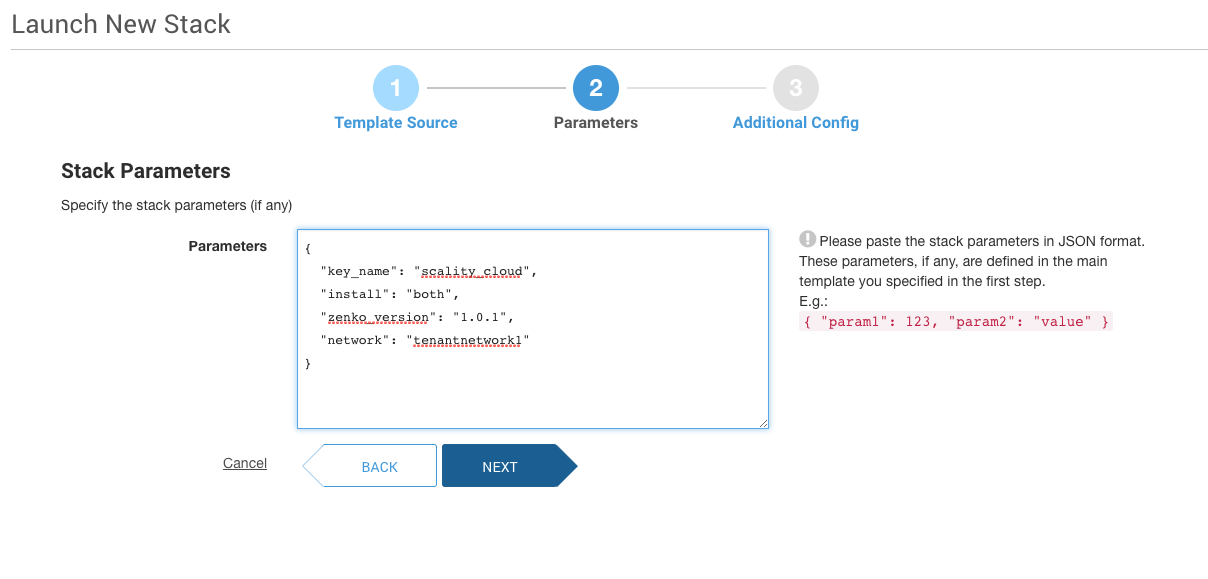 Launch New Stack
1
2
3
Template Source
Parameters
Additional Config
Stack Parameters
Specify the stack parameters (if any)
Parameters
{
  "key_name": "scality_cloud",
  "install": "both",
  "zenko_version": "1.0.1",
  "network": "tenantnetwork1"
}
! Please paste the stack parameters in JSON format.
These parameters, if any, are defined in the main
template you specified in the first step.
E.g.:
{ "param1": 123, "param2": "value" }
Cancel
BACK
NEXT